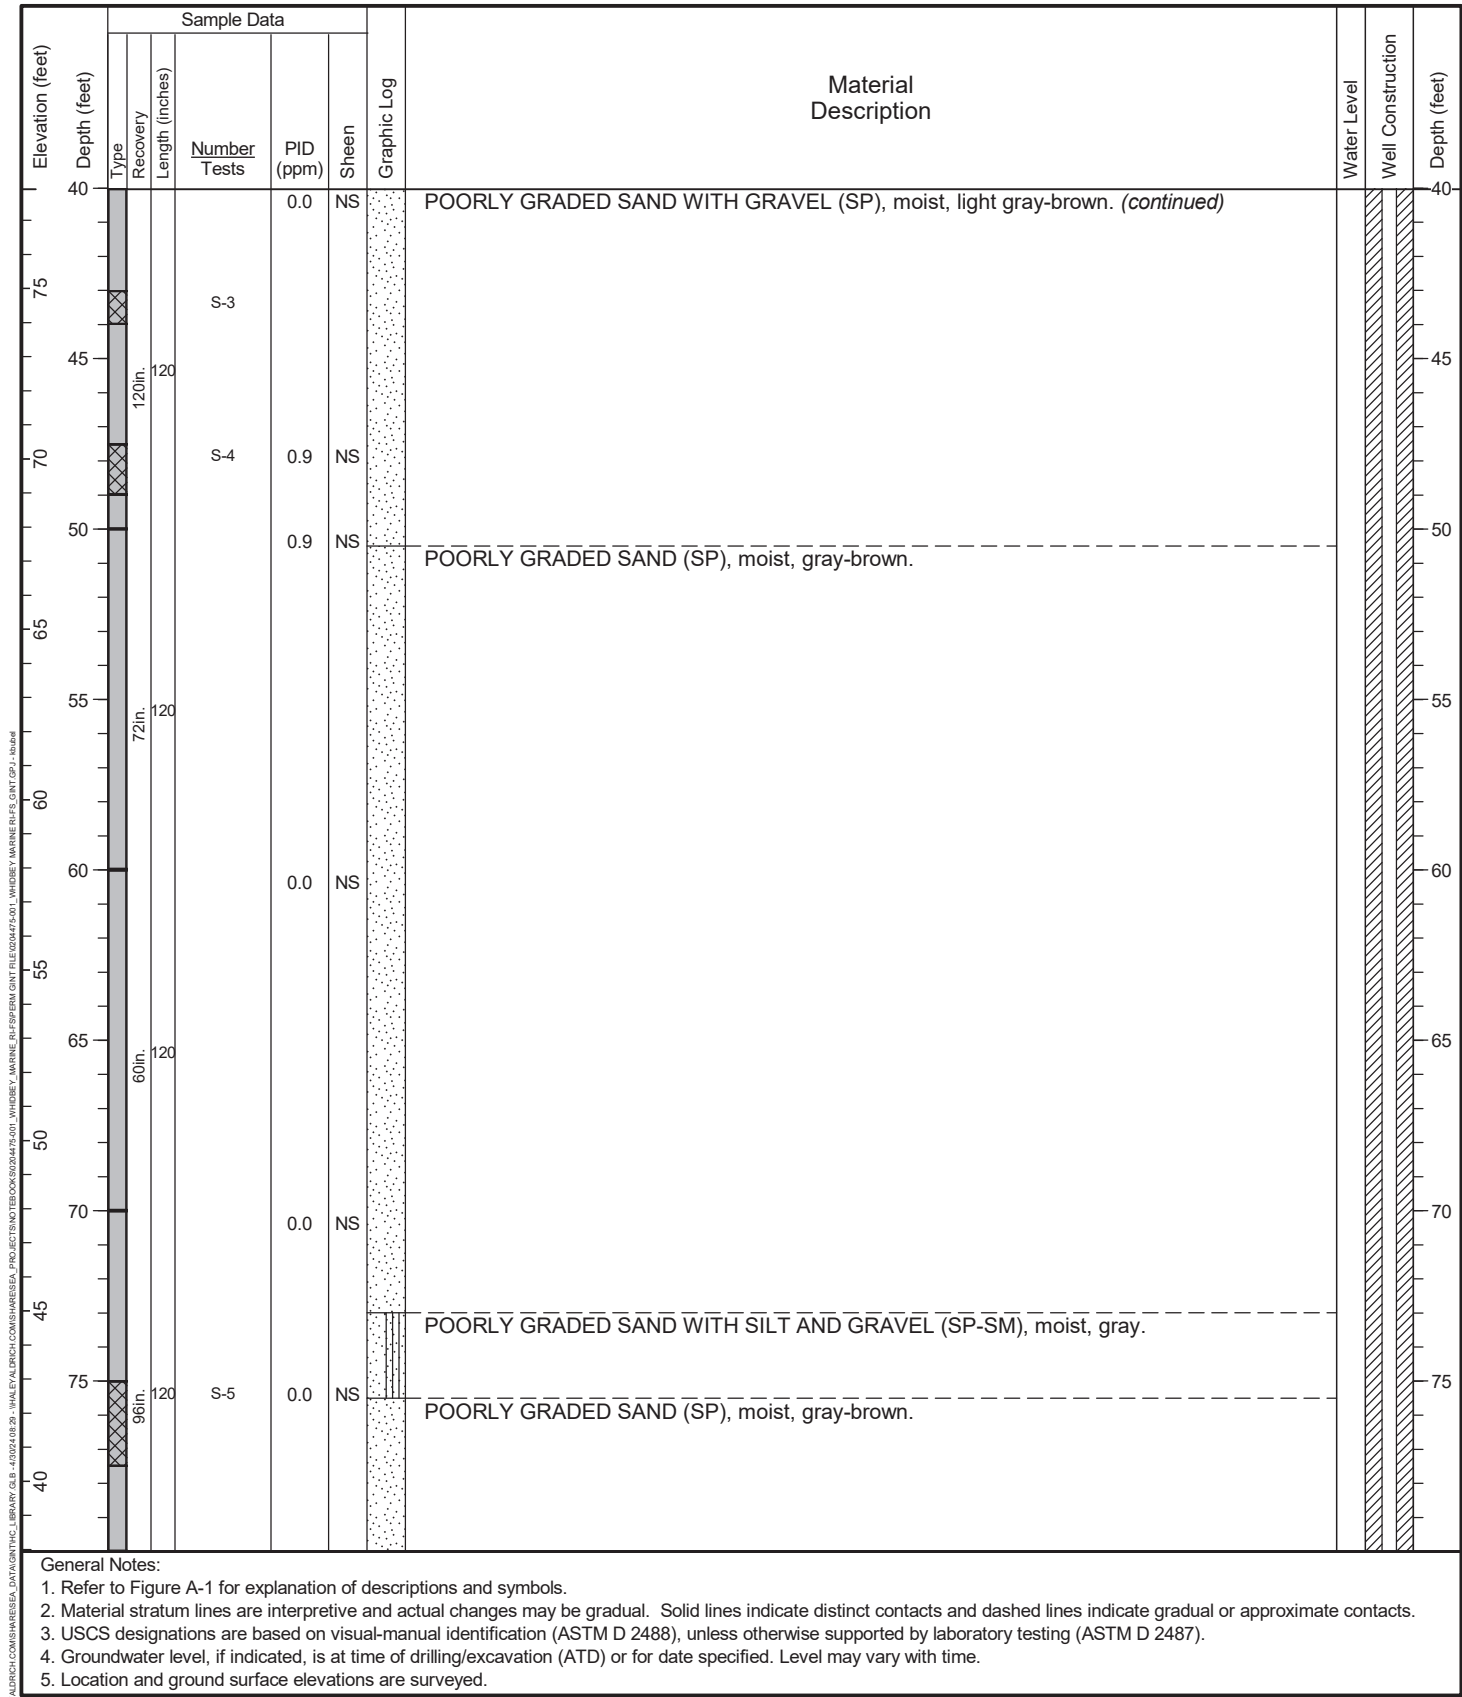 Sample Data
Elevation (feet)
Depth (feet)
Type
Recovery
Length (inches)
Number
Tests
PID
(ppm)
Sheen
Graphic Log
Material
Description
Water Level
Well Construction
Depth (feet)
40 0.0 NS POORLY GRADED SAND WITH GRAVEL (SP), moist, light gray-brown. (continued) 40
75 S-3
45 120in. 120 45
70 S-4 0.9 NS
50 0.9 NS 50
POORLY GRADED SAND (SP), moist, gray-brown.
65
55 72in. 120 55
60
60 0.0 NS 60
55
65 60in. 120 65
50
70 0.0 NS 70
45
POORLY GRADED SAND WITH SILT AND GRAVEL (SP-SM), moist, gray.
75 96in. 120 S-5 0.0 NS 75
POORLY GRADED SAND (SP), moist, gray-brown.
40
General Notes:
1. Refer to Figure A-1 for explanation of descriptions and symbols.
2. Material stratum lines are interpretive and actual changes may be gradual. Solid lines indicate distinct contacts and dashed lines indicate gradual or approximate contacts.
3. USCS designations are based on visual-manual identification (ASTM D 2488), unless otherwise supported by laboratory testing (ASTM D 2487).
4. Groundwater level, if indicated, is at time of drilling/excavation (ATD) or for date specified. Level may vary with time.
5. Location and ground surface elevations are surveyed.